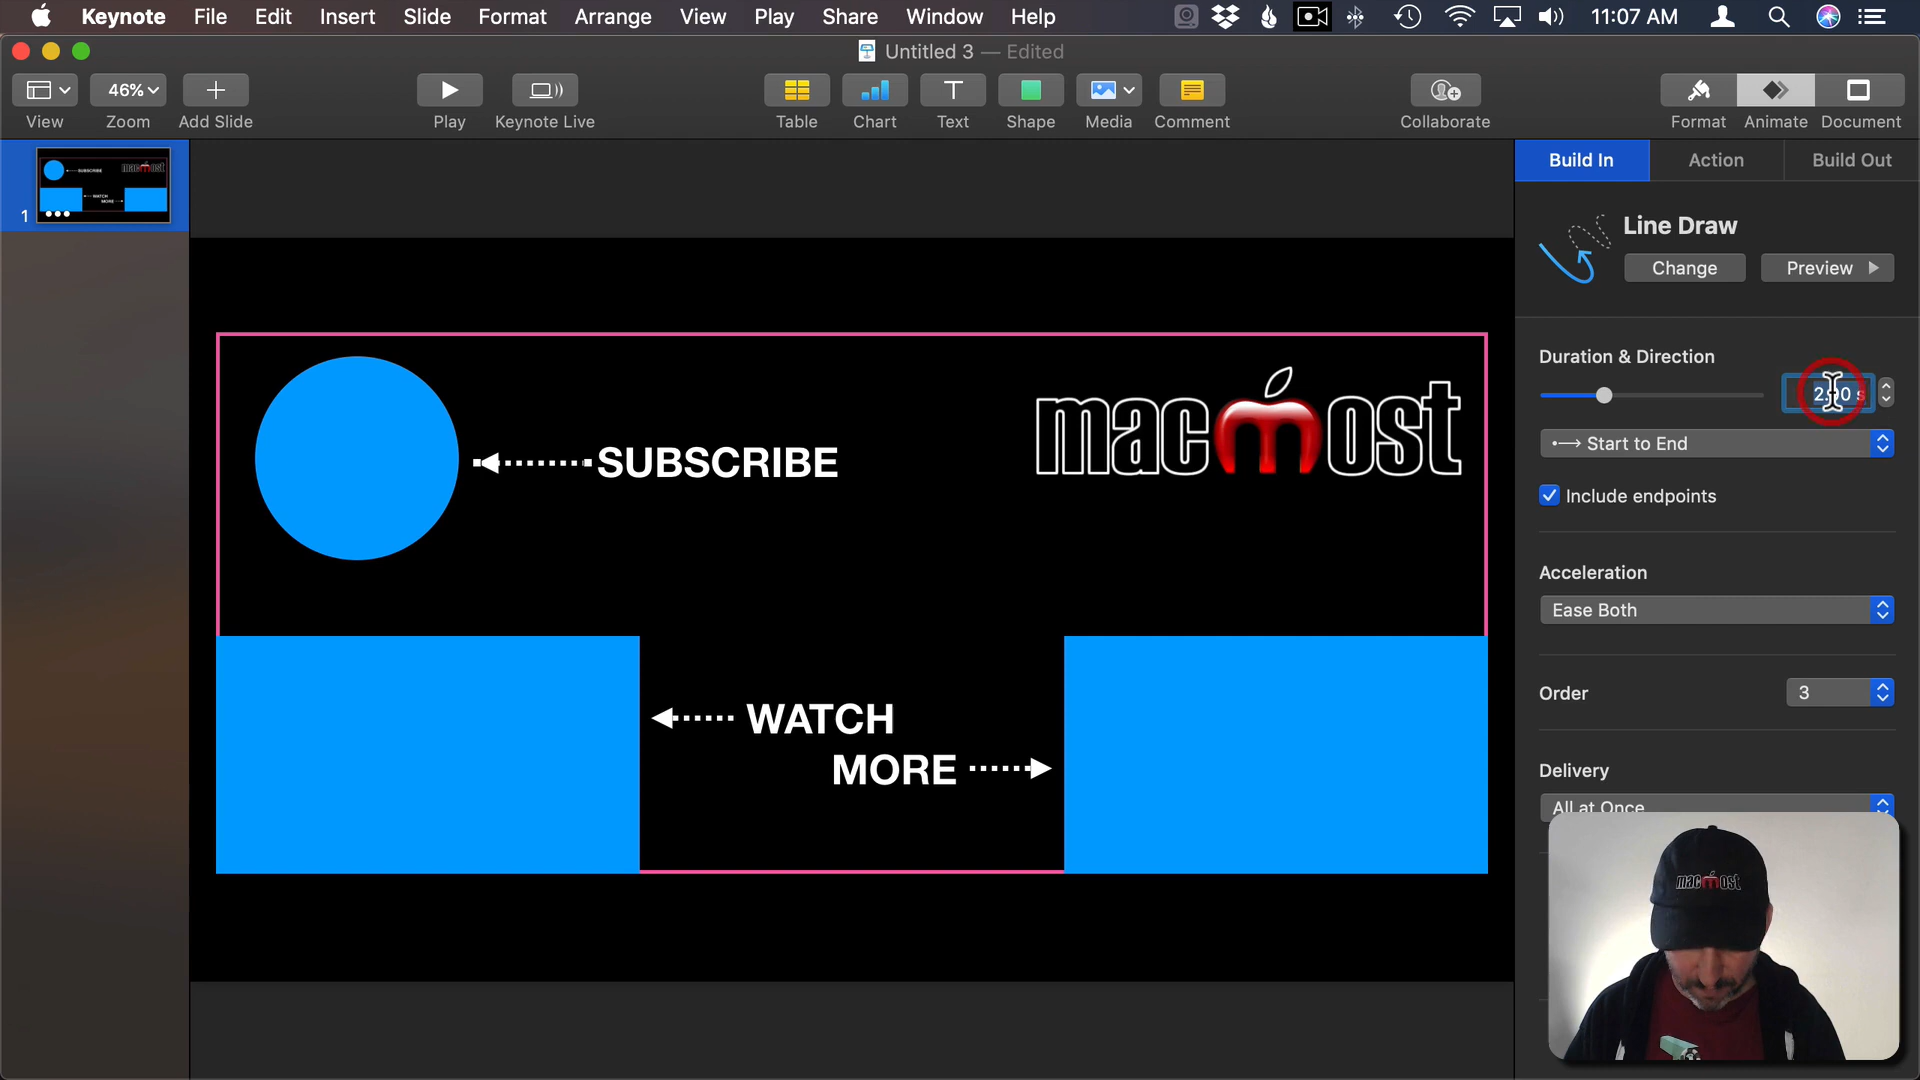 Keynote File Edit Insert Slide Format Arrange View Play Share Window Help 11:07 AM
Untitled 3 — Edited
46%
View Zoom Add Slide Play Keynote Live Table Chart Text Shape Media Comment Collaborate Format Animate Document
Build In Action Build Out
SUBSCRIBE
macmost
WATCH
MORE
1
Line Draw
Change Preview
Duration & Direction
Start to End
Include endpoints
Acceleration
Ease Both
Order 3
Delivery
All at Once
macmost